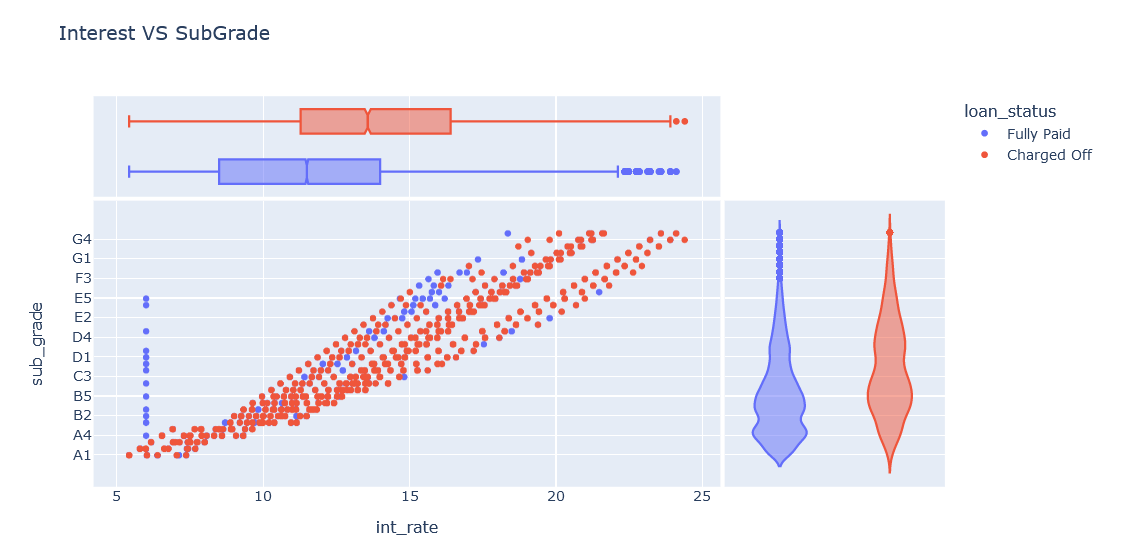 Interest VS SubGrade
loan_status
Fully Paid
Charged Off
G4
G1
F3
E5
E2
D4
D1
C3
B5
B2
A4
A1
sub_grade
5 10 15 20 25
int_rate